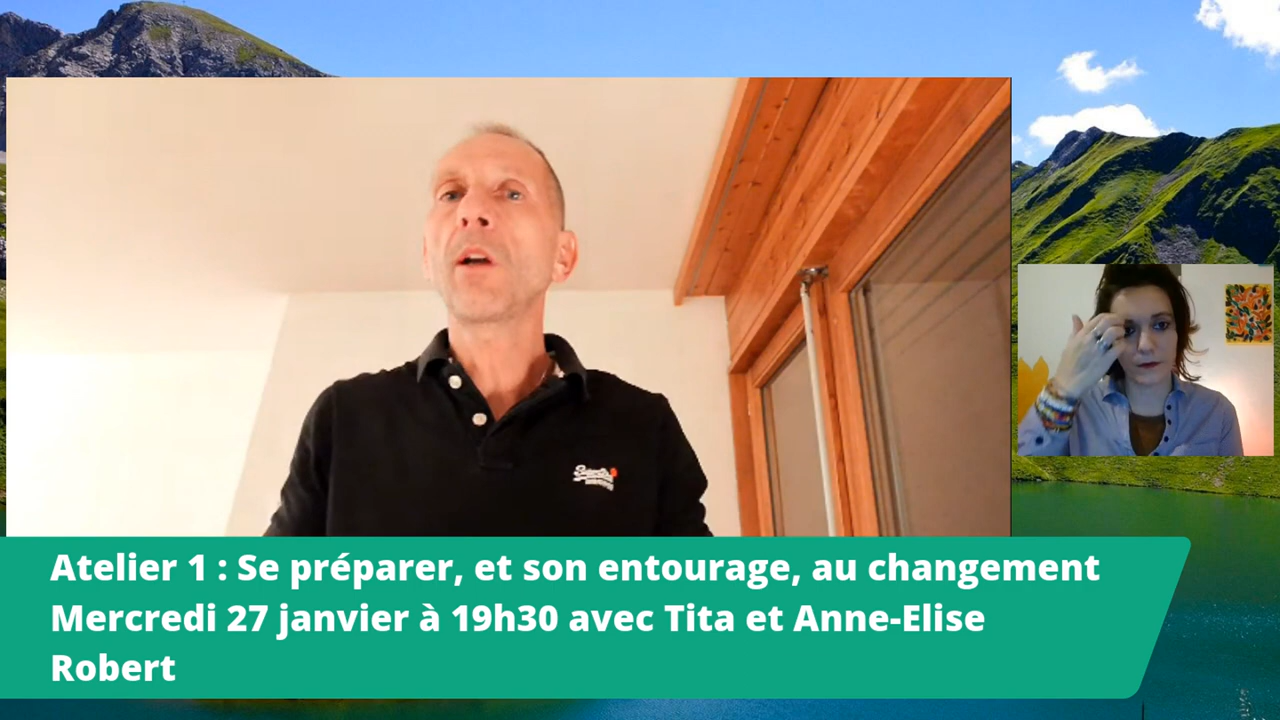 Atelier 1 : Se préparer, et son entourage, au changement
Mercredi 27 janvier à 19h30 avec Tita et Anne-Elise
Robert